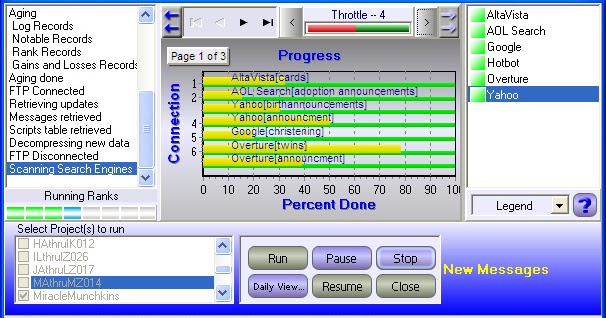 Aging
Log Records
Notable Records
Rank Records
Gains and Losses Records
Aging done
FTP Connected
Retrieving updates
Messages retrieved
Scripts table retrieved
Decompressing new data
FTP Disconnected
Scanning Search Engines
Running Ranks
Throttle -- 4
Page 1 of 3
Progress
Connection
1
2
3
4
5
6
AltaVista[cards]
AOL Search[adoption announcements]
Yahoo[birthannouncements]
Yahoo[announcment]
Google[christening]
Overture[twins]
Overture[announcment]
0 10 20 30 40 50 60 70 80 90 100
Percent Done
AltaVista
AOL Search
Google
Hotbot
Overture
Yahoo
Legend
?
Select Project(s) to run
HAthruIK012
ILthruIZ026
JAthruLZ017
MAthruMZ014
MiracleMunchkins
Run
Pause
Stop
Daily View...
Resume
Close
New Messages